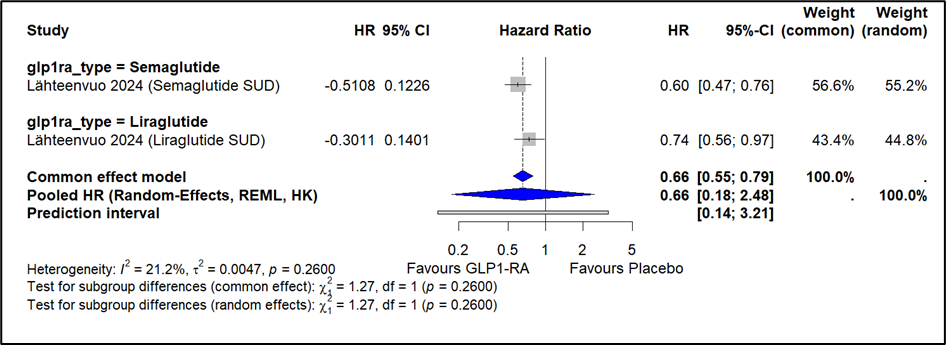 Weight Weight
Study HR 95% CI Hazard Ratio HR 95%-CI (common) (random)
glp1ra_type = Semaglutide
Lähteenvuo 2024 (Semaglutide SUD) -0.5108 0.1226 0.60 [0.47; 0.76] 56.6% 55.2%
glp1ra_type = Liraglutide
Lähteenvuo 2024 (Liraglutide SUD) -0.3011 0.1401 0.74 [0.56; 0.97] 43.4% 44.8%
Common effect model 0.66 [0.55; 0.79] 100.0% .
Pooled HR (Random-Effects, REML, HK) 0.66 [0.18; 2.48] . 100.0%
Prediction interval [0.14; 3.21]
0.2 0.5 1 2 5
Heterogeneity: I² = 21.2%, τ² = 0.0047, p = 0.2600 Favours GLP1-RA Favours Placebo
Test for subgroup differences (common effect): χ²₁ = 1.27, df = 1 (p = 0.2600)
Test for subgroup differences (random effects): χ²₁ = 1.27, df = 1 (p = 0.2600)